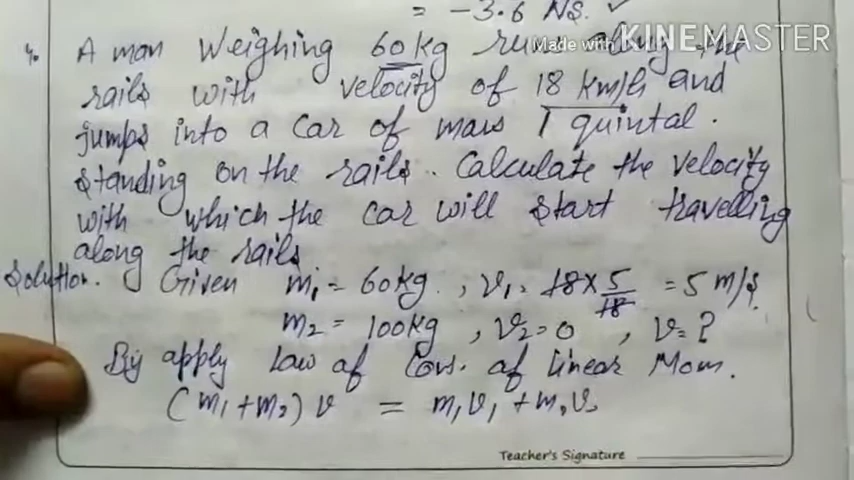 = -3.6 NS.
4. A man Weighing 60kg runs along the
rails with velocity of 18 Km/h and
jumps into a Car of mass 1 quintal.
standing on the rails. Calculate the velocity
with which the car will start travelling
along the rails
Solution. Given m₁ = 60kg, v₁ = 18 × 5/18 = 5 m/s.
m₂ = 100kg, v₂ = 0, v = ?
By apply Law of Cons. of linear Mom.
(m₁+m₂) v = m₁v₁ + m₂v₂
Teacher's Signature
Made with KINEMASTER